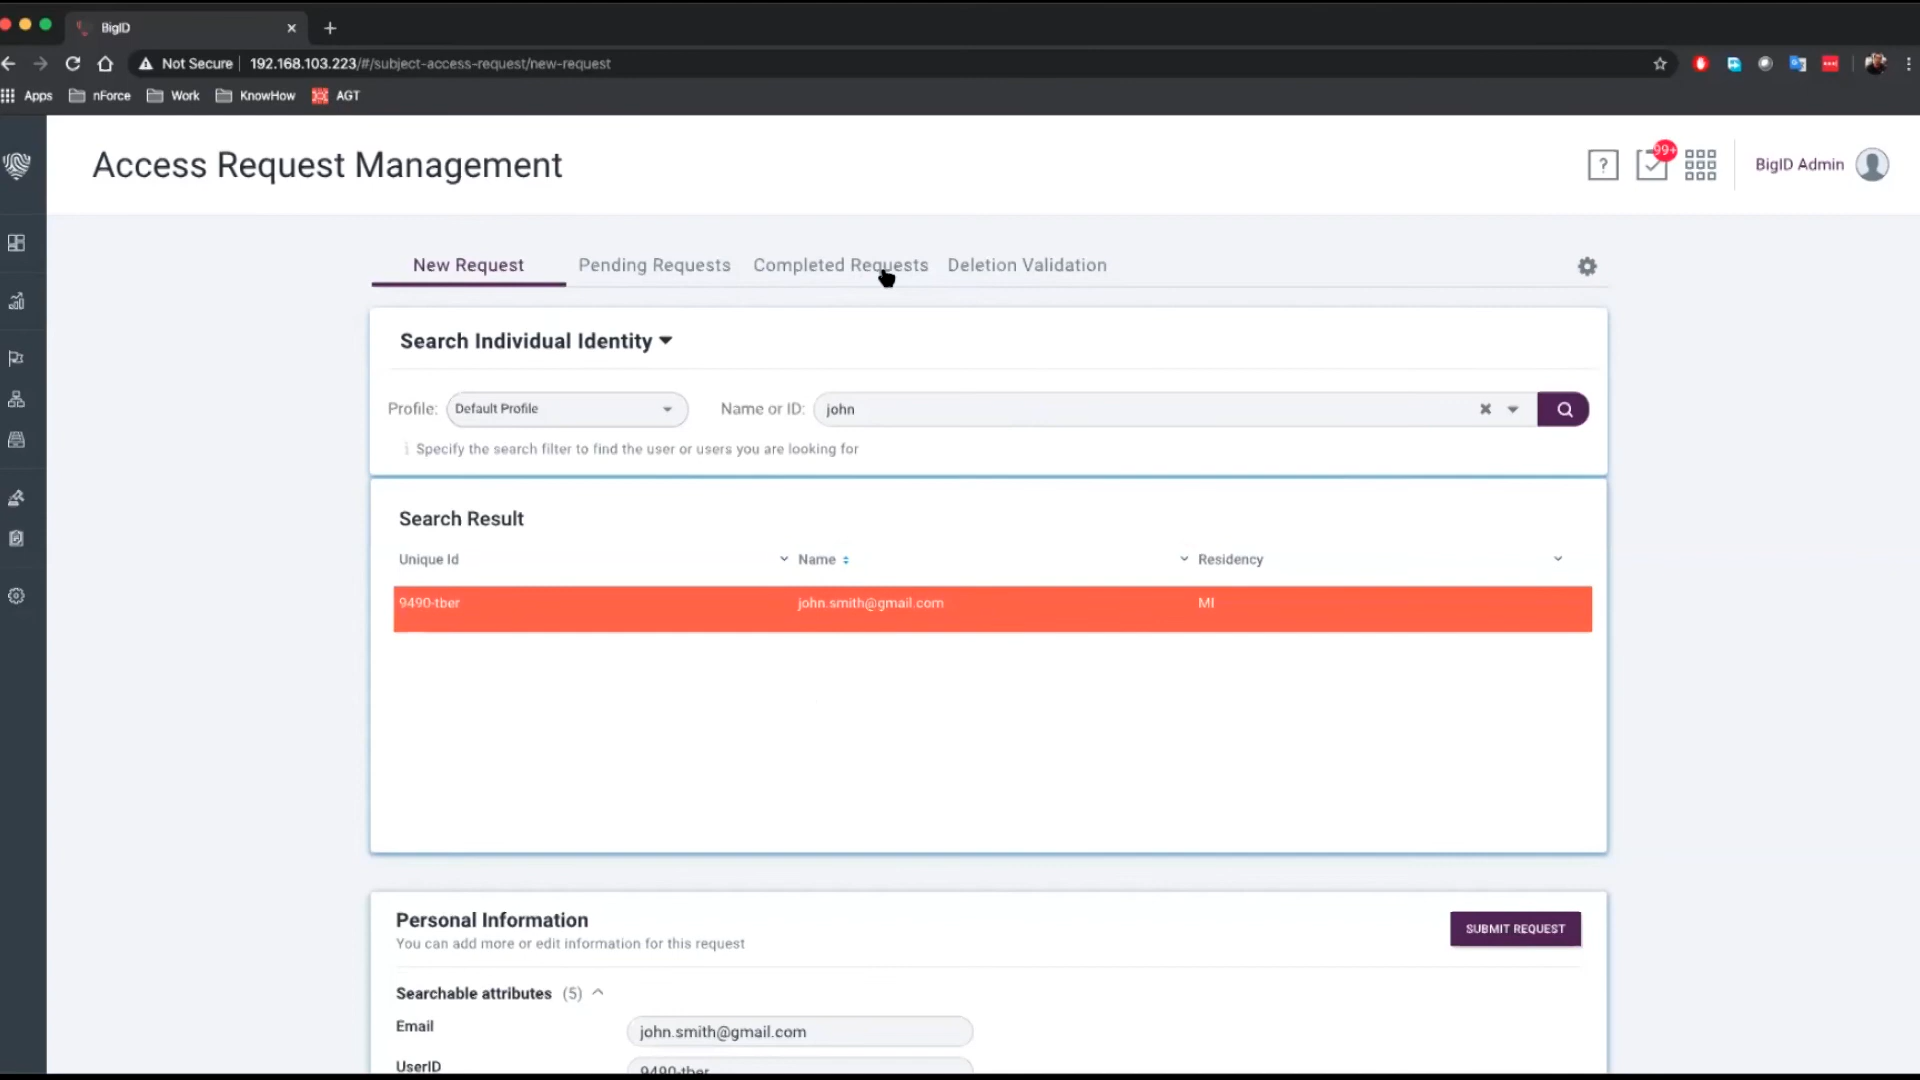 BigID
Not Secure 192.168.103.223/#/subject-access-request/new-request
Apps nForce Work KnowHow AGT
Access Request Management
? 99+ BigID Admin
New Request Pending Requests Completed Requests Deletion Validation
Search Individual Identity
Profile: Default Profile Name or ID: john
i Specify the search filter to find the user or users you are looking for
Search Result
Unique Id Name Residency
9490-tber john.smith@gmail.com MI
Personal Information
SUBMIT REQUEST
You can add more or edit information for this request
Searchable attributes (5)
Email john.smith@gmail.com
UserID 9490-tber